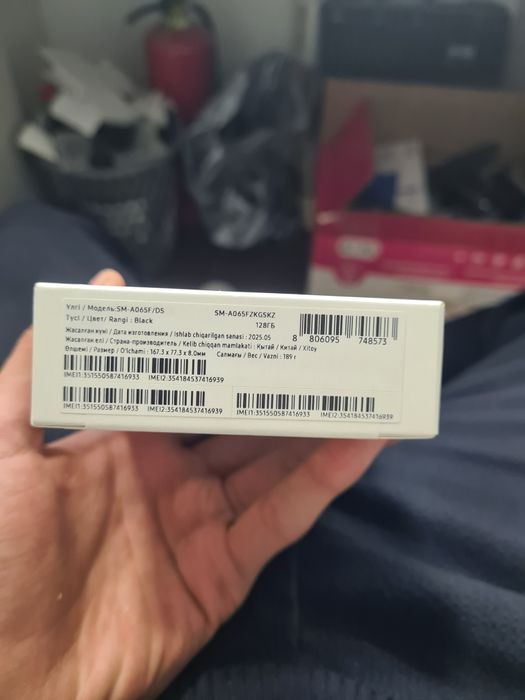 Үлгі / Модель:SM-A065F/DS
SM-A065FZKGSKZ
Түсі / Цвет/ Rangi : Black
128ГБ
Жасалған күні / Дата изготовления / Ishlab chiqarilgan sanasi : 2025.05
8 806095 748573
Жасалған елі / Страна-производитель / Kelib chiqqan mamlakati : Қытай / Китай / Xitoy
Өлшемі / Размер / O'lchami : 167.3 x 77.3 x 8.0мм
Салмағы / Вес / Vazni : 189 г
IMEI1:351550587416933 IMEI2:354184537416939
IMEI1:351550587416933 IMEI2:354184537416939
IMEI1:351550587416933 IMEI2:354184537416939